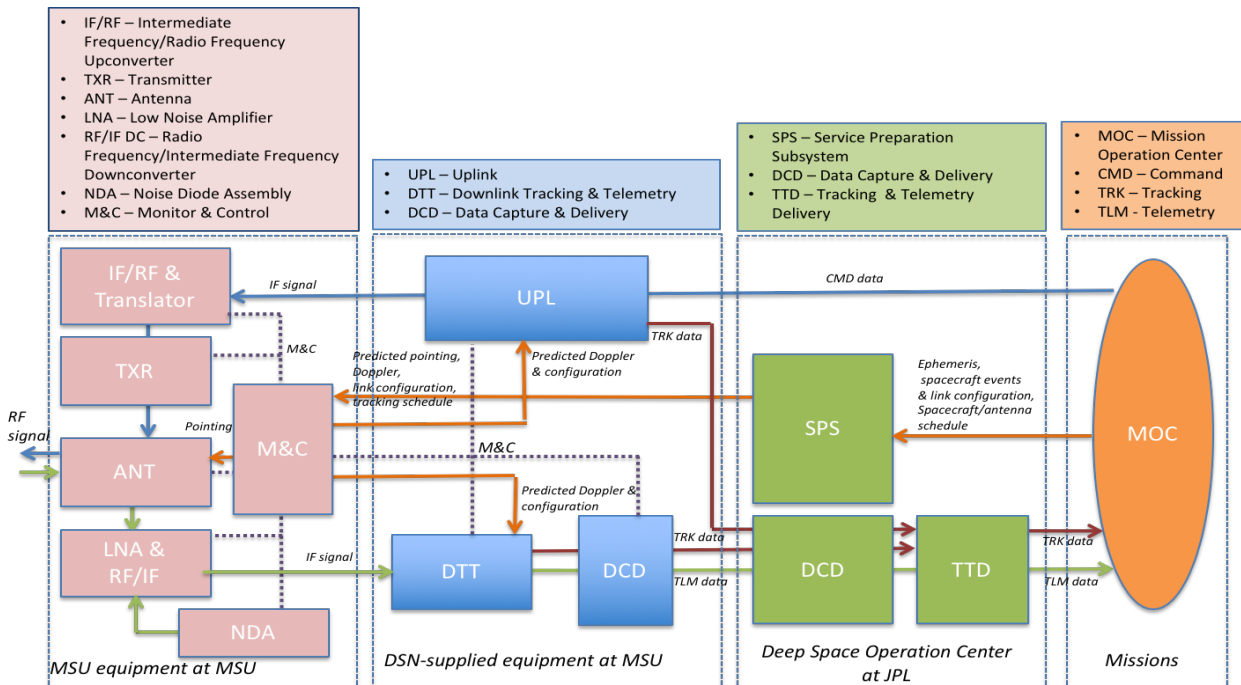 • IF/RF – Intermediate
Frequency/Radio Frequency
Upconverter
• TXR – Transmitter
• ANT – Antenna
• LNA – Low Noise Amplifier
• RF/IF DC – Radio
Frequency/Intermediate Frequency
Downconverter
• NDA – Noise Diode Assembly
• M&C – Monitor & Control
• UPL – Uplink
• DTT – Downlink Tracking & Telemetry
• DCD – Data Capture & Delivery
• SPS – Service Preparation
Subsystem
• DCD – Data Capture & Delivery
• TTD – Tracking & Telemetry
Delivery
• MOC – Mission
Operation Center
• CMD – Command
• TRK – Tracking
• TLM - Telemetry
IF/RF &
Translator
IF signal
UPL
CMD data
TRK data
M&C
TXR
Predicted pointing,
Doppler,
link configuration,
tracking schedule
Predicted Doppler
& configuration
Ephemeris,
spacecraft events
& link configuration,
Spacecraft/antenna
schedule
SPS
MOC
RF
signal
Pointing
M&C
M&C
ANT
Predicted Doppler &
configuration
LNA &
RF/IF
IF signal
DTT
DCD
TRK data
TLM data
DCD
TTD
TRK data
TLM data
NDA
MSU equipment at MSU
DSN-supplied equipment at MSU
Deep Space Operation Center
at JPL
Missions